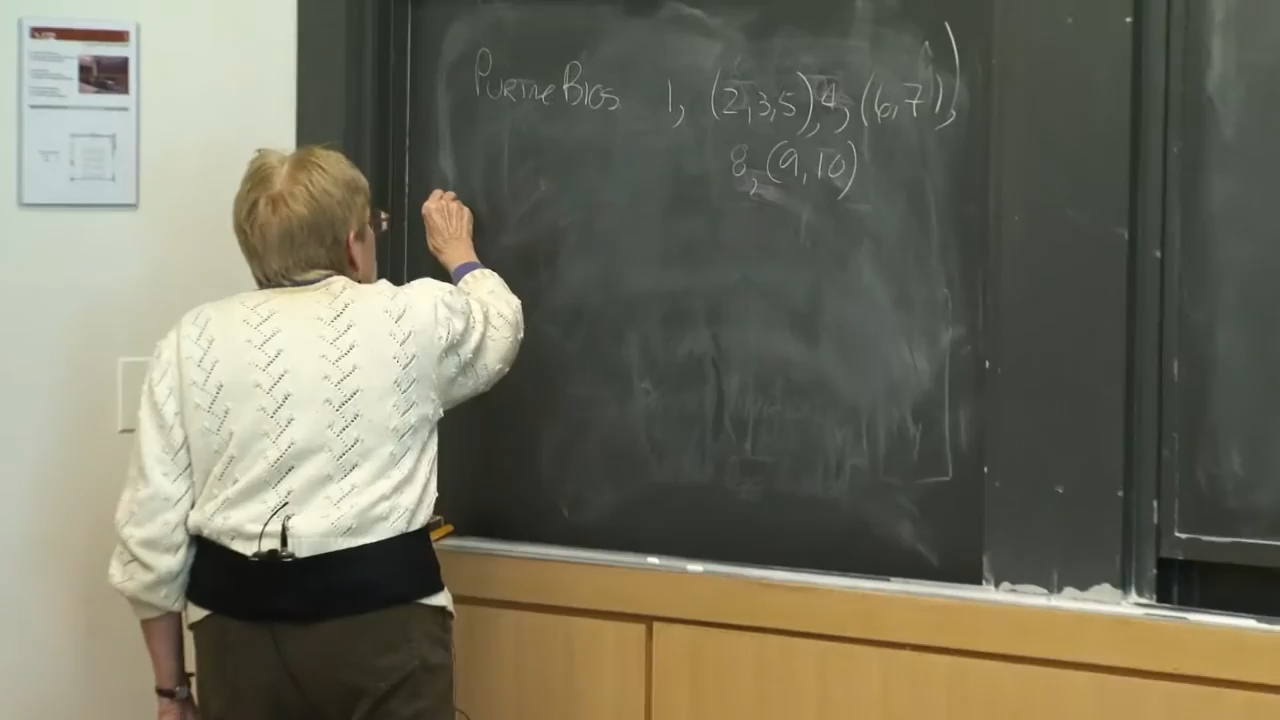 Purine Bios 1, (2,3,5), 4, (6,7),
8, (9,10)